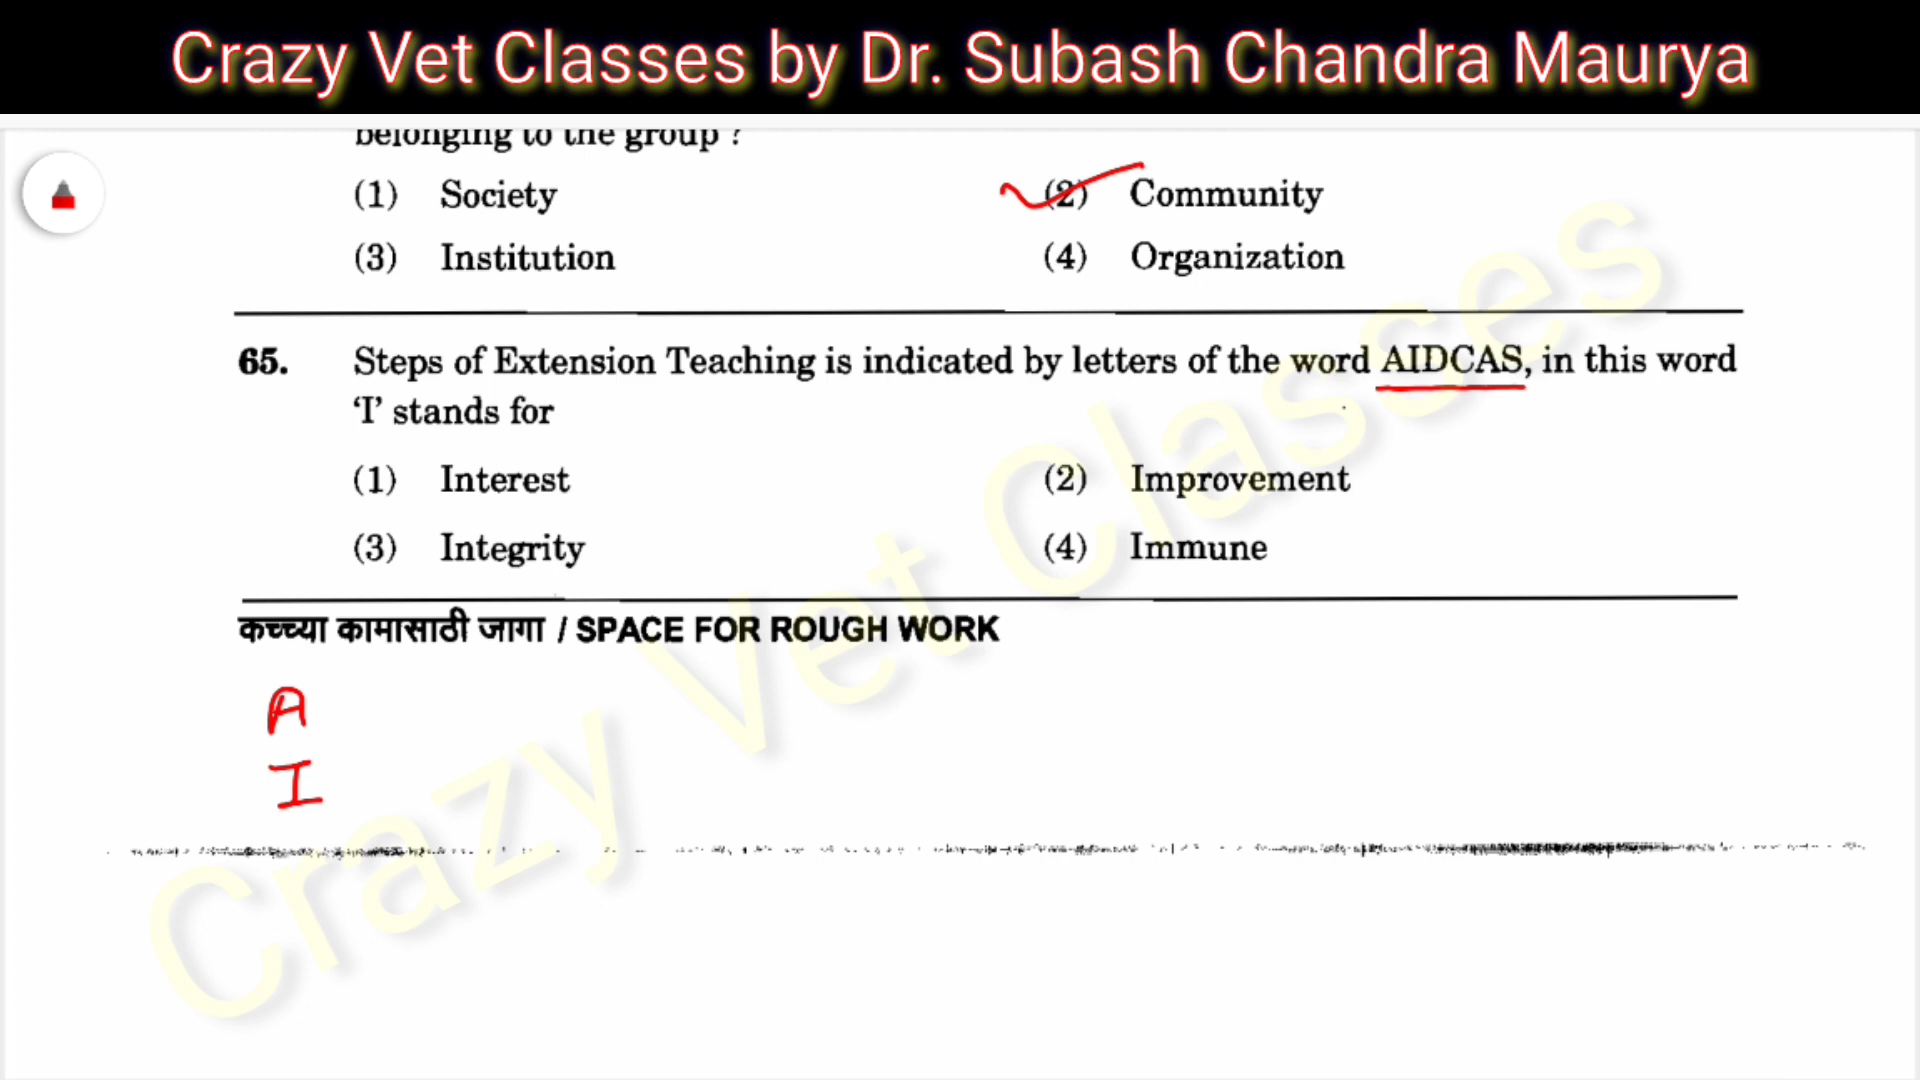 Crazy Vet Classes by Dr. Subash Chandra Maurya
belonging to the group ?
(1) Society (2) Community
(3) Institution (4) Organization
65. Steps of Extension Teaching is indicated by letters of the word AIDCAS, in this word
‘I’ stands for
(1) Interest (2) Improvement
(3) Integrity (4) Immune
कच्च्या कामासाठी जागा / SPACE FOR ROUGH WORK
A
I
Crazy Vet Classes